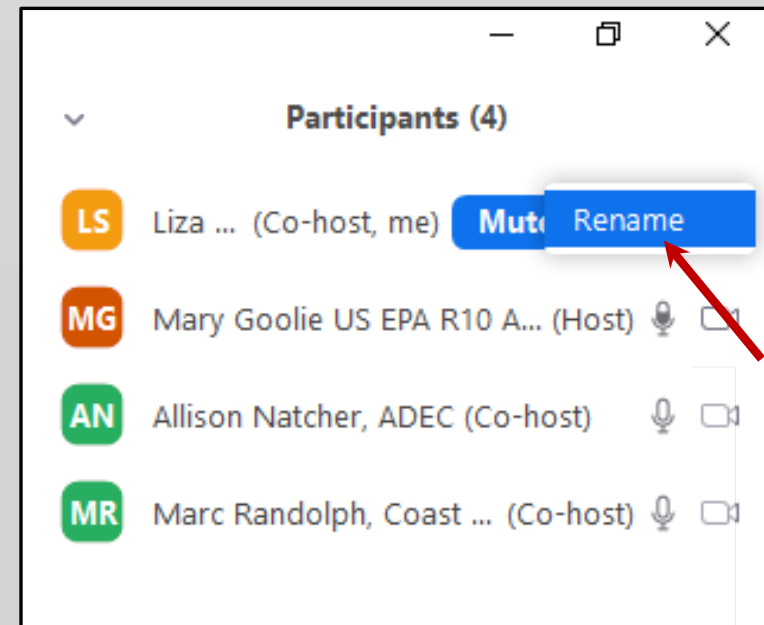 Participants (4)
LS Liza ... (Co-host, me) Mute Rename
MG Mary Goolie US EPA R10 A... (Host)
AN Allison Natcher, ADEC (Co-host)
MR Marc Randolph, Coast ... (Co-host)